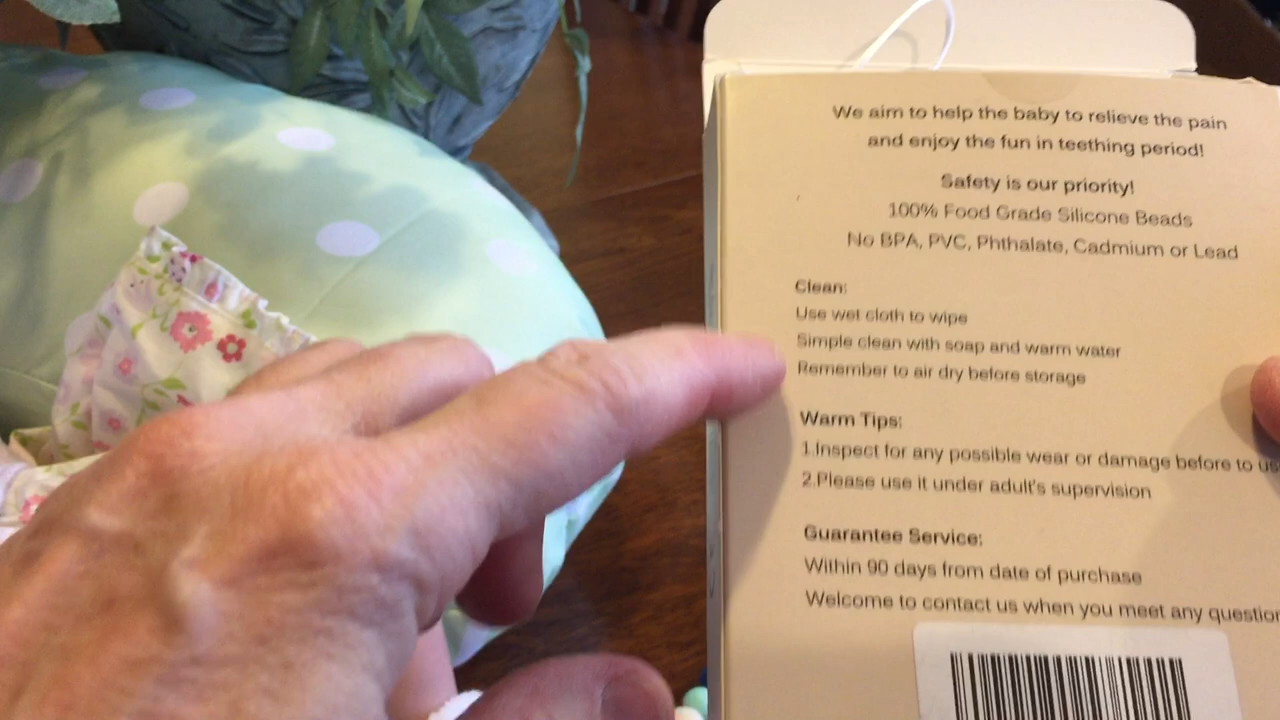 We aim to help the baby to relieve the pain
and enjoy the fun in teething period!
Safety is our priority!
100% Food Grade Silicone Beads
No BPA, PVC, Phthalate, Cadmium or Lead
Clean:
Use wet cloth to wipe
Simple clean with soap and warm water
Remember to air dry before storage
Warm Tips:
1.Inspect for any possible wear or damage before to us
2.Please use it under adult's supervision
Guarantee Service:
Within 90 days from date of purchase
Welcome to contact us when you meet any question